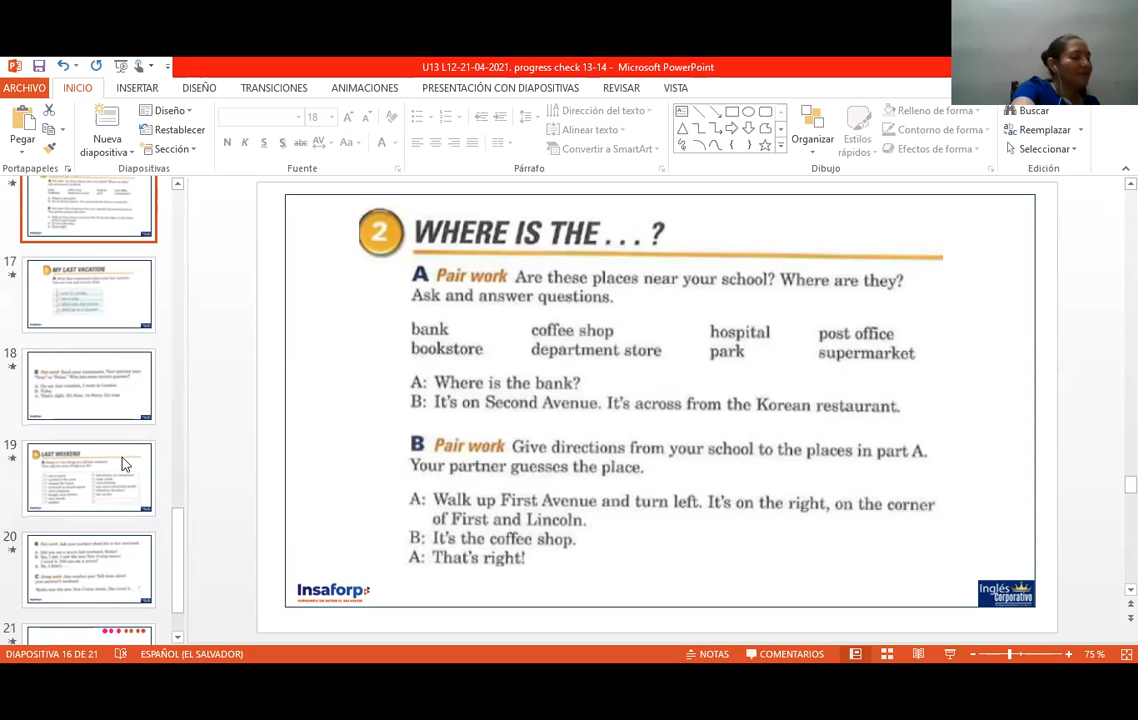 U13 L12-21-04-2021. progress check 13-14 - Microsoft PowerPoint
ARCHIVO INICIO INSERTAR DISEÑO TRANSICIONES ANIMACIONES PRESENTACIÓN CON DIAPOSITIVAS REVISAR VISTA
Pegar
Nueva diapositiva
Diseño
Restablecer
Sección
18
N K S S abc AV Aa A
Dirección del texto
Alinear texto
Convertir a SmartArt
Organizar
Estilos rápidos
Relleno de forma
Contorno de forma
Efectos de forma
Buscar
Reemplazar
Seleccionar
Portapapeles Diapositivas Fuente Párrafo Dibujo Edición
17
MY LAST VACATION
18
19
LAST WEEKEND
20
21
2 WHERE IS THE . . . ?
A Pair work Are these places near your school? Where are they?
Ask and answer questions.
bank coffee shop hospital post office
bookstore department store park supermarket
A: Where is the bank?
B: It's on Second Avenue. It's across from the Korean restaurant.
B Pair work Give directions from your school to the places in part A.
Your partner guesses the place.
A: Walk up First Avenue and turn left. It's on the right, on the corner
of First and Lincoln.
B: It's the coffee shop.
A: That's right!
Insaforp
Inglés
Corporativo
DIAPOSITIVA 16 DE 21 ESPAÑOL (EL SALVADOR) NOTAS COMENTARIOS 75 %